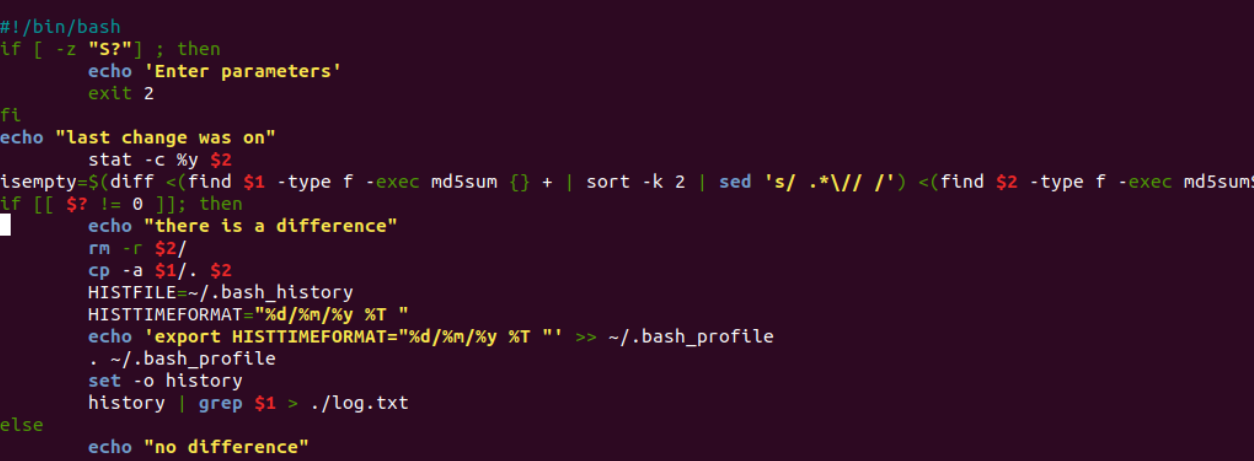 #!/bin/bash
if [ -z "S?"] ; then
        echo 'Enter parameters'
        exit 2
fi
echo "last change was on"
        stat -c %y $2
isempty=$(diff <(find $1 -type f -exec md5sum {} + | sort -k 2 | sed 's/ .*\// /') <(find $2 -type f -exec md5sum
if [[ $? != 0 ]]; then
        echo "there is a difference"
        rm -r $2/
        cp -a $1/. $2
        HISTFILE=~/.bash_history
        HISTTIMEFORMAT="%d/%m/%y %T "
        echo 'export HISTTIMEFORMAT="%d/%m/%y %T "' >> ~/.bash_profile
        . ~/.bash_profile
        set -o history
        history | grep $1 > ./log.txt
else
        echo "no difference"